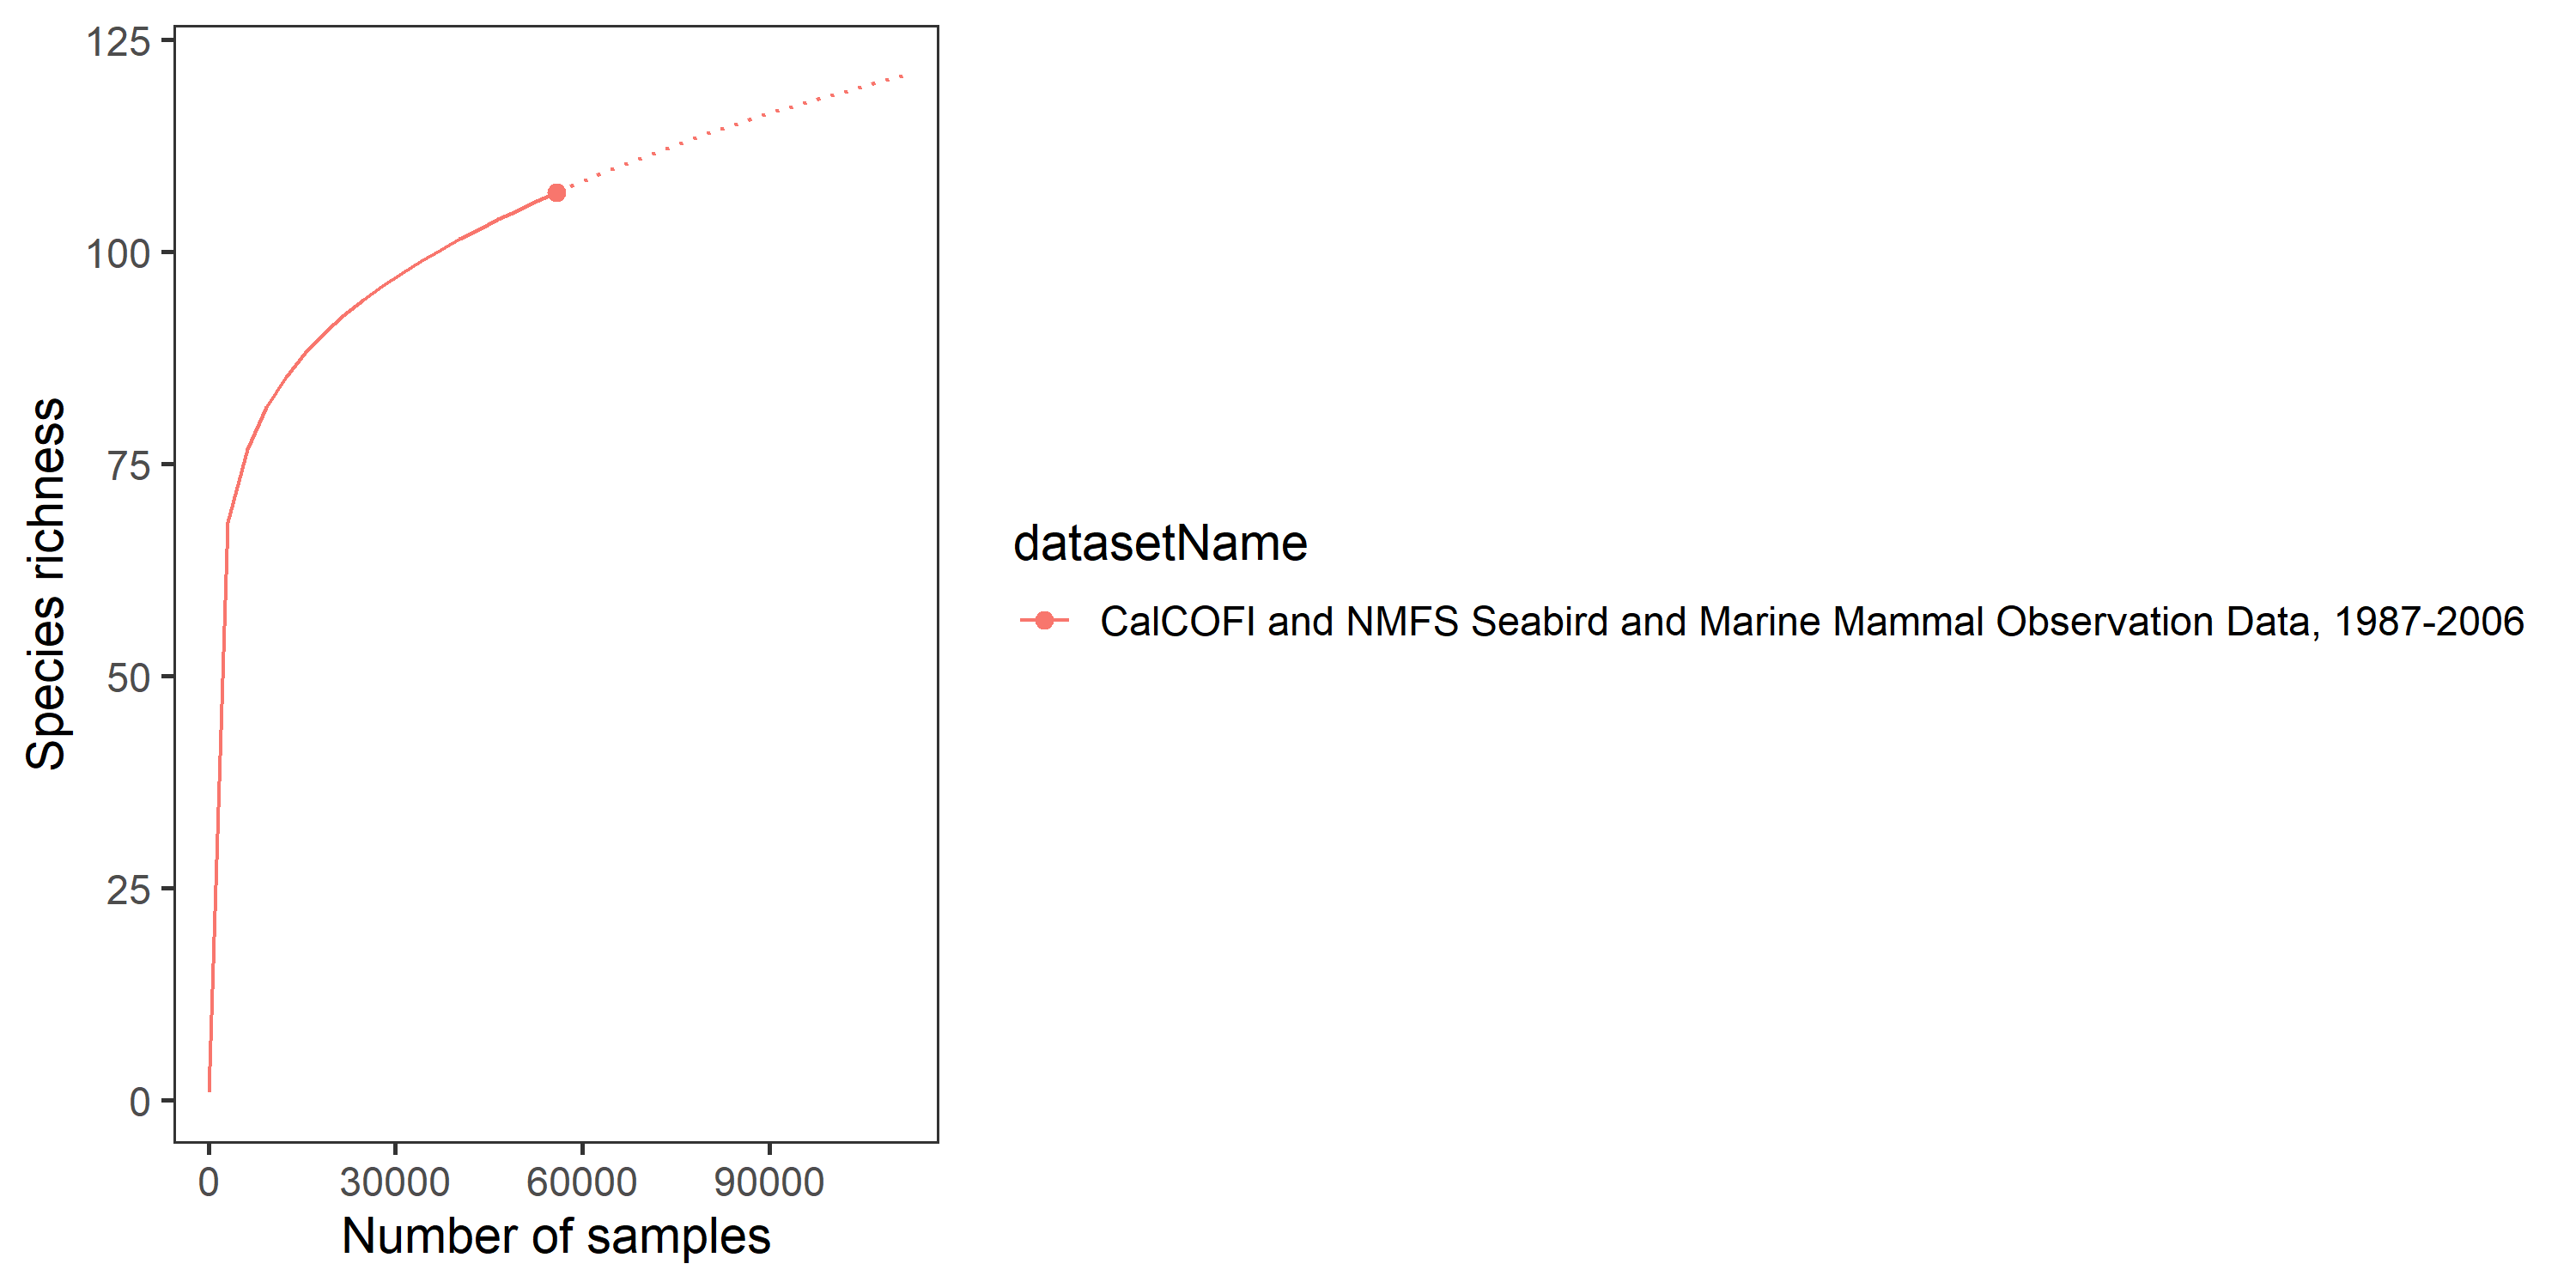 125
100
75
50
25
0
Species richness
0 30000 60000 90000
Number of samples
datasetName
CalCOFI and NMFS Seabird and Marine Mammal Observation Data, 1987-2006